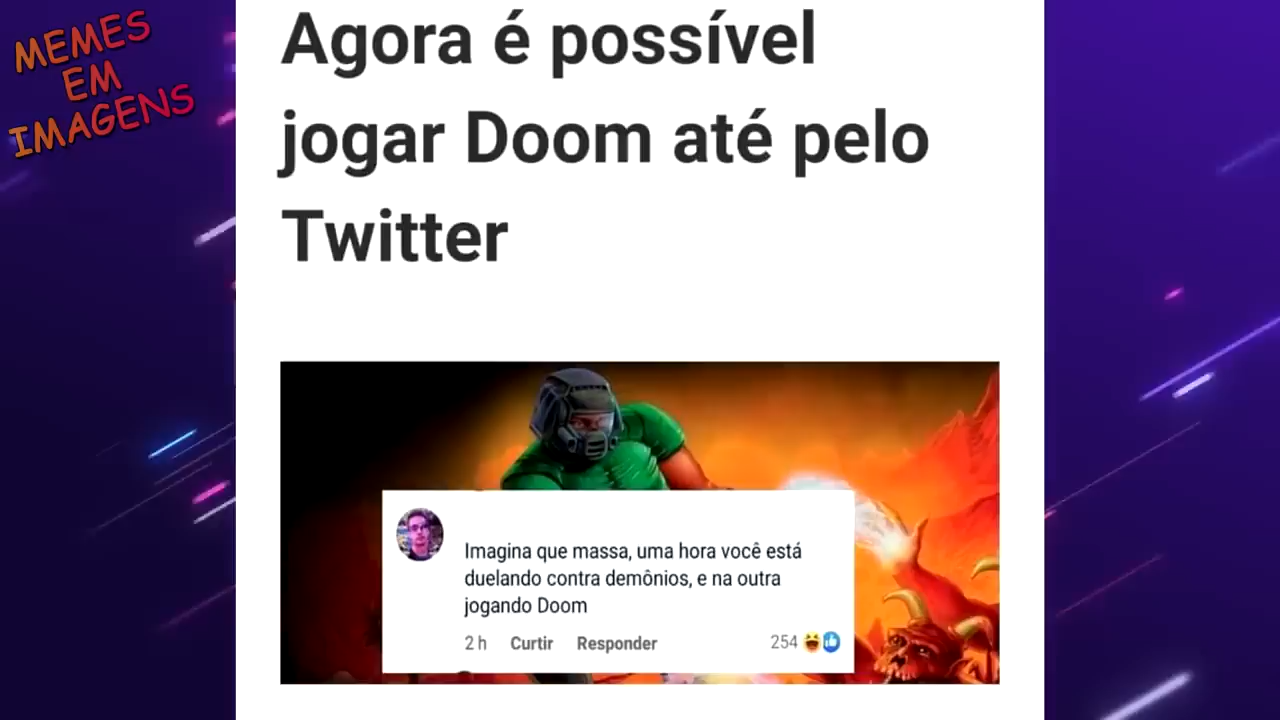 MEMES
EM
IMAGENS
Agora é possível
jogar Doom até pelo
Twitter
Imagina que massa, uma hora você está
duelando contra demônios, e na outra
jogando Doom
2 h Curtir Responder 254